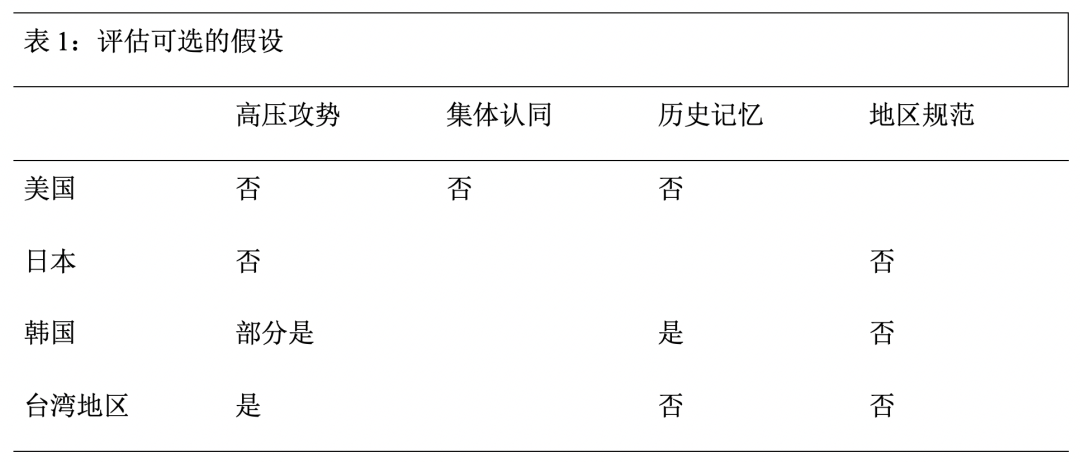 表 1：评估可选的假设
高压攻势 集体认同 历史记忆 地区规范
美国 否 否 否
日本 否 否
韩国 部分是 是 否
台湾地区 是 否 否